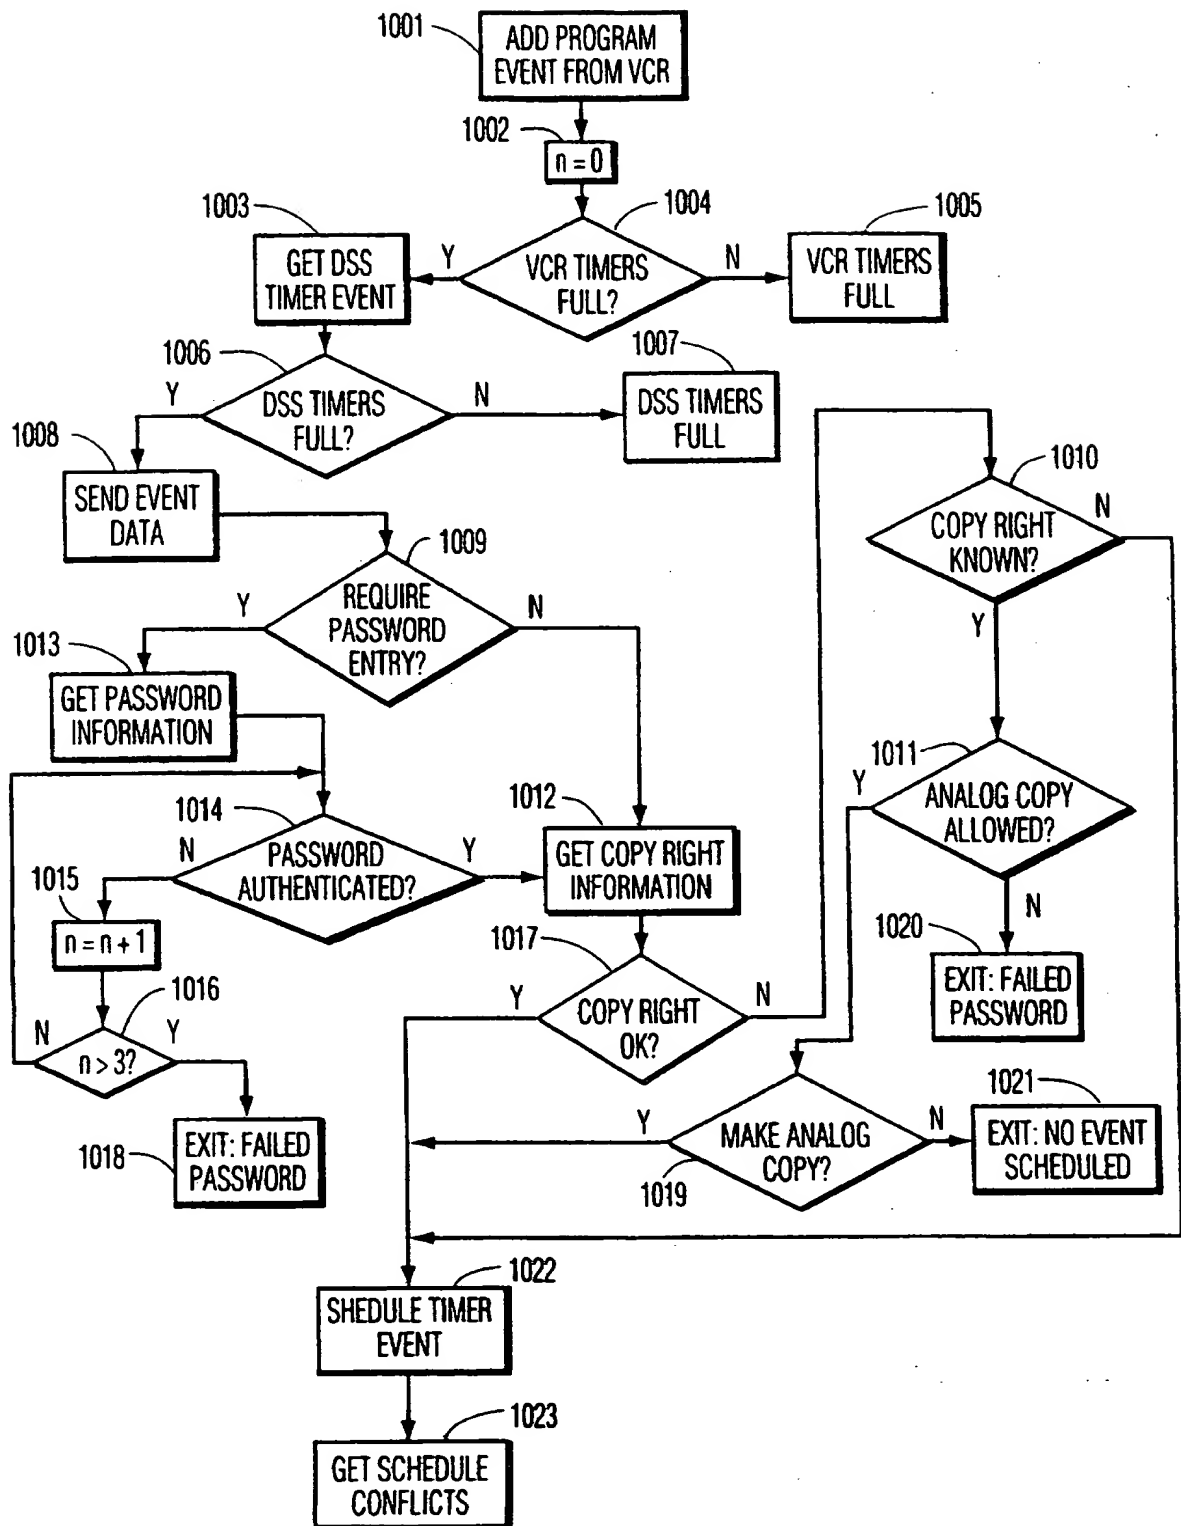 1001
ADD PROGRAM
EVENT FROM VCR
1002
n = 0
1003
GET DSS
TIMER EVENT
Y
1004
VCR TIMERS
FULL?
N
1005
VCR TIMERS
FULL
1006
Y
DSS TIMERS
FULL?
N
1007
DSS TIMERS
FULL
1008
SEND EVENT
DATA
1009
Y
REQUIRE
PASSWORD
ENTRY?
N
1010
COPY RIGHT
KNOWN?
N
Y
1013
GET PASSWORD
INFORMATION
1014
N
PASSWORD
AUTHENTICATED?
Y
1012
GET COPY RIGHT
INFORMATION
1011
Y
ANALOG COPY
ALLOWED?
N
1015
n = n + 1
1016
N
n > 3?
Y
1017
Y
COPY RIGHT
OK?
N
1020
EXIT: FAILED
PASSWORD
1018
EXIT: FAILED
PASSWORD
Y
MAKE ANALOG
COPY?
1019
N
1021
EXIT: NO EVENT
SCHEDULED
1022
SHEDULE TIMER
EVENT
1023
GET SCHEDULE
CONFLICTS